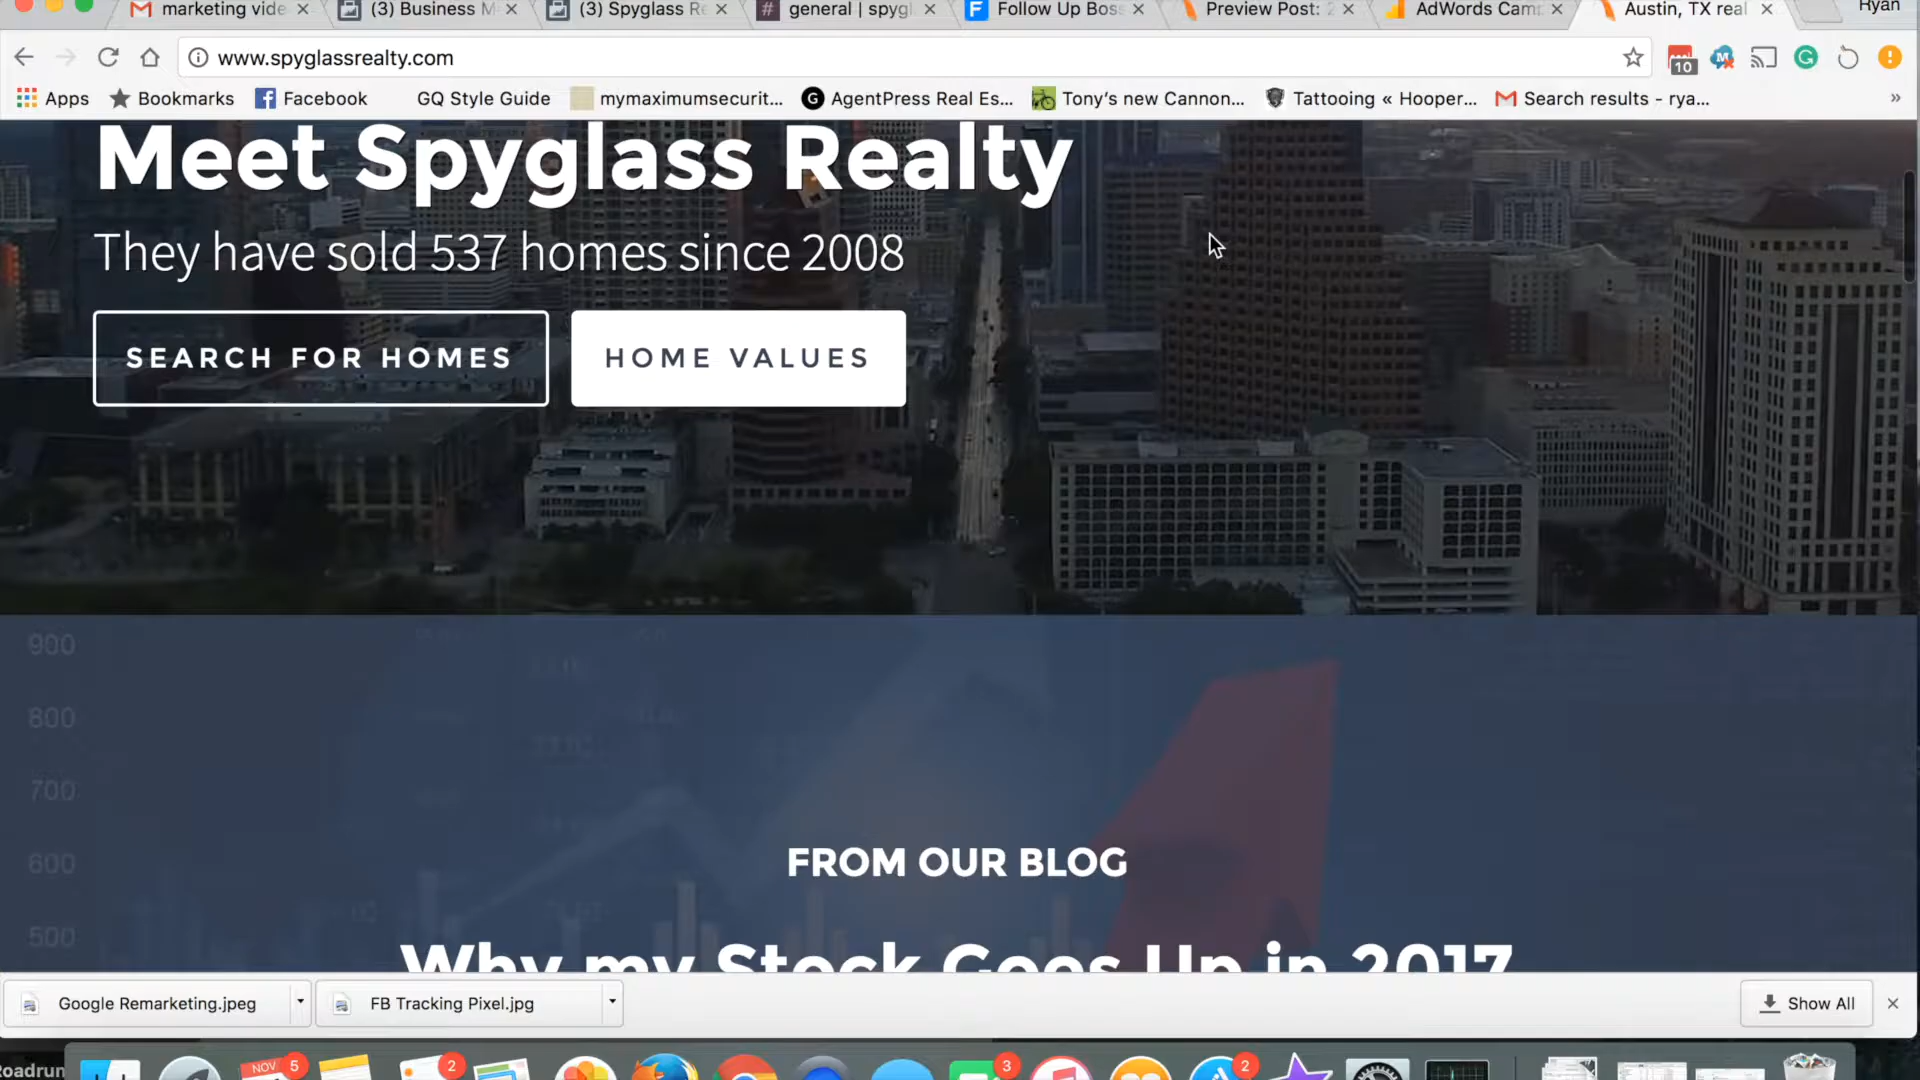 marketing vide
(3) Business M
(3) Spyglass Re
general | spygl
Follow Up Boss
Preview Post: 2
AdWords Cam
Austin, TX real
Ryan
www.spyglassrealty.com
10
Apps
Bookmarks
Facebook
GQ Style Guide
mymaximumsecurit...
AgentPress Real Es...
Tony's new Cannon...
Tattooing « Hooper...
Search results - rya...
»
Meet Spyglass Realty
They have sold 537 homes since 2008
SEARCH FOR HOMES
HOME VALUES
900
800
700
600
500
FROM OUR BLOG
Why my Stock Goes Up in 2017
Google Remarketing.jpeg
FB Tracking Pixel.jpg
Show All
NOV 5
2
3
2